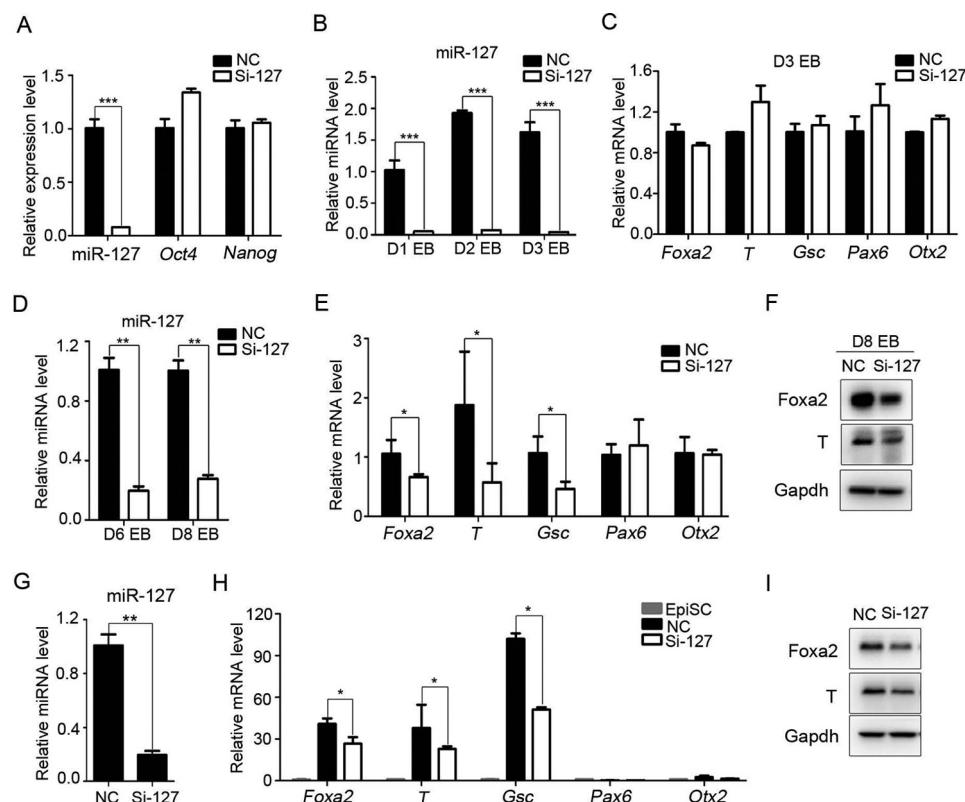 A
NC
Si-127
Relative expression level
1.5
1.0
0.5
0.0
***
miR-127 Oct4 Nanog
B
miR-127
NC
Si-127
Relative miRNA level
2.5
2.0
1.5
1.0
0.5
0.0
*** *** ***
D1 EB D2 EB D3 EB
C
D3 EB
NC
Si-127
Relative mRNA level
1.6
1.2
0.8
0.4
0.0
Foxa2 T Gsc Pax6 Otx2
D
miR-127
NC
Si-127
Relative miRNA level
1.2
0.8
0.4
0.0
** **
D6 EB D8 EB
E
NC
Si-127
Relative mRNA level
3
2
1
0
* * *
Foxa2 T Gsc Pax6 Otx2
F
D8 EB
NC Si-127
Foxa2
T
Gapdh
G
miR-127
Relative miRNA level
1.2
0.8
0.4
0.0
**
NC Si-127
H
EpiSC
NC
Si-127
Relative mRNA level
120
90
60
30
0
* * *
Foxa2 T Gsc Pax6 Otx2
I
NC Si-127
Foxa2
T
Gapdh